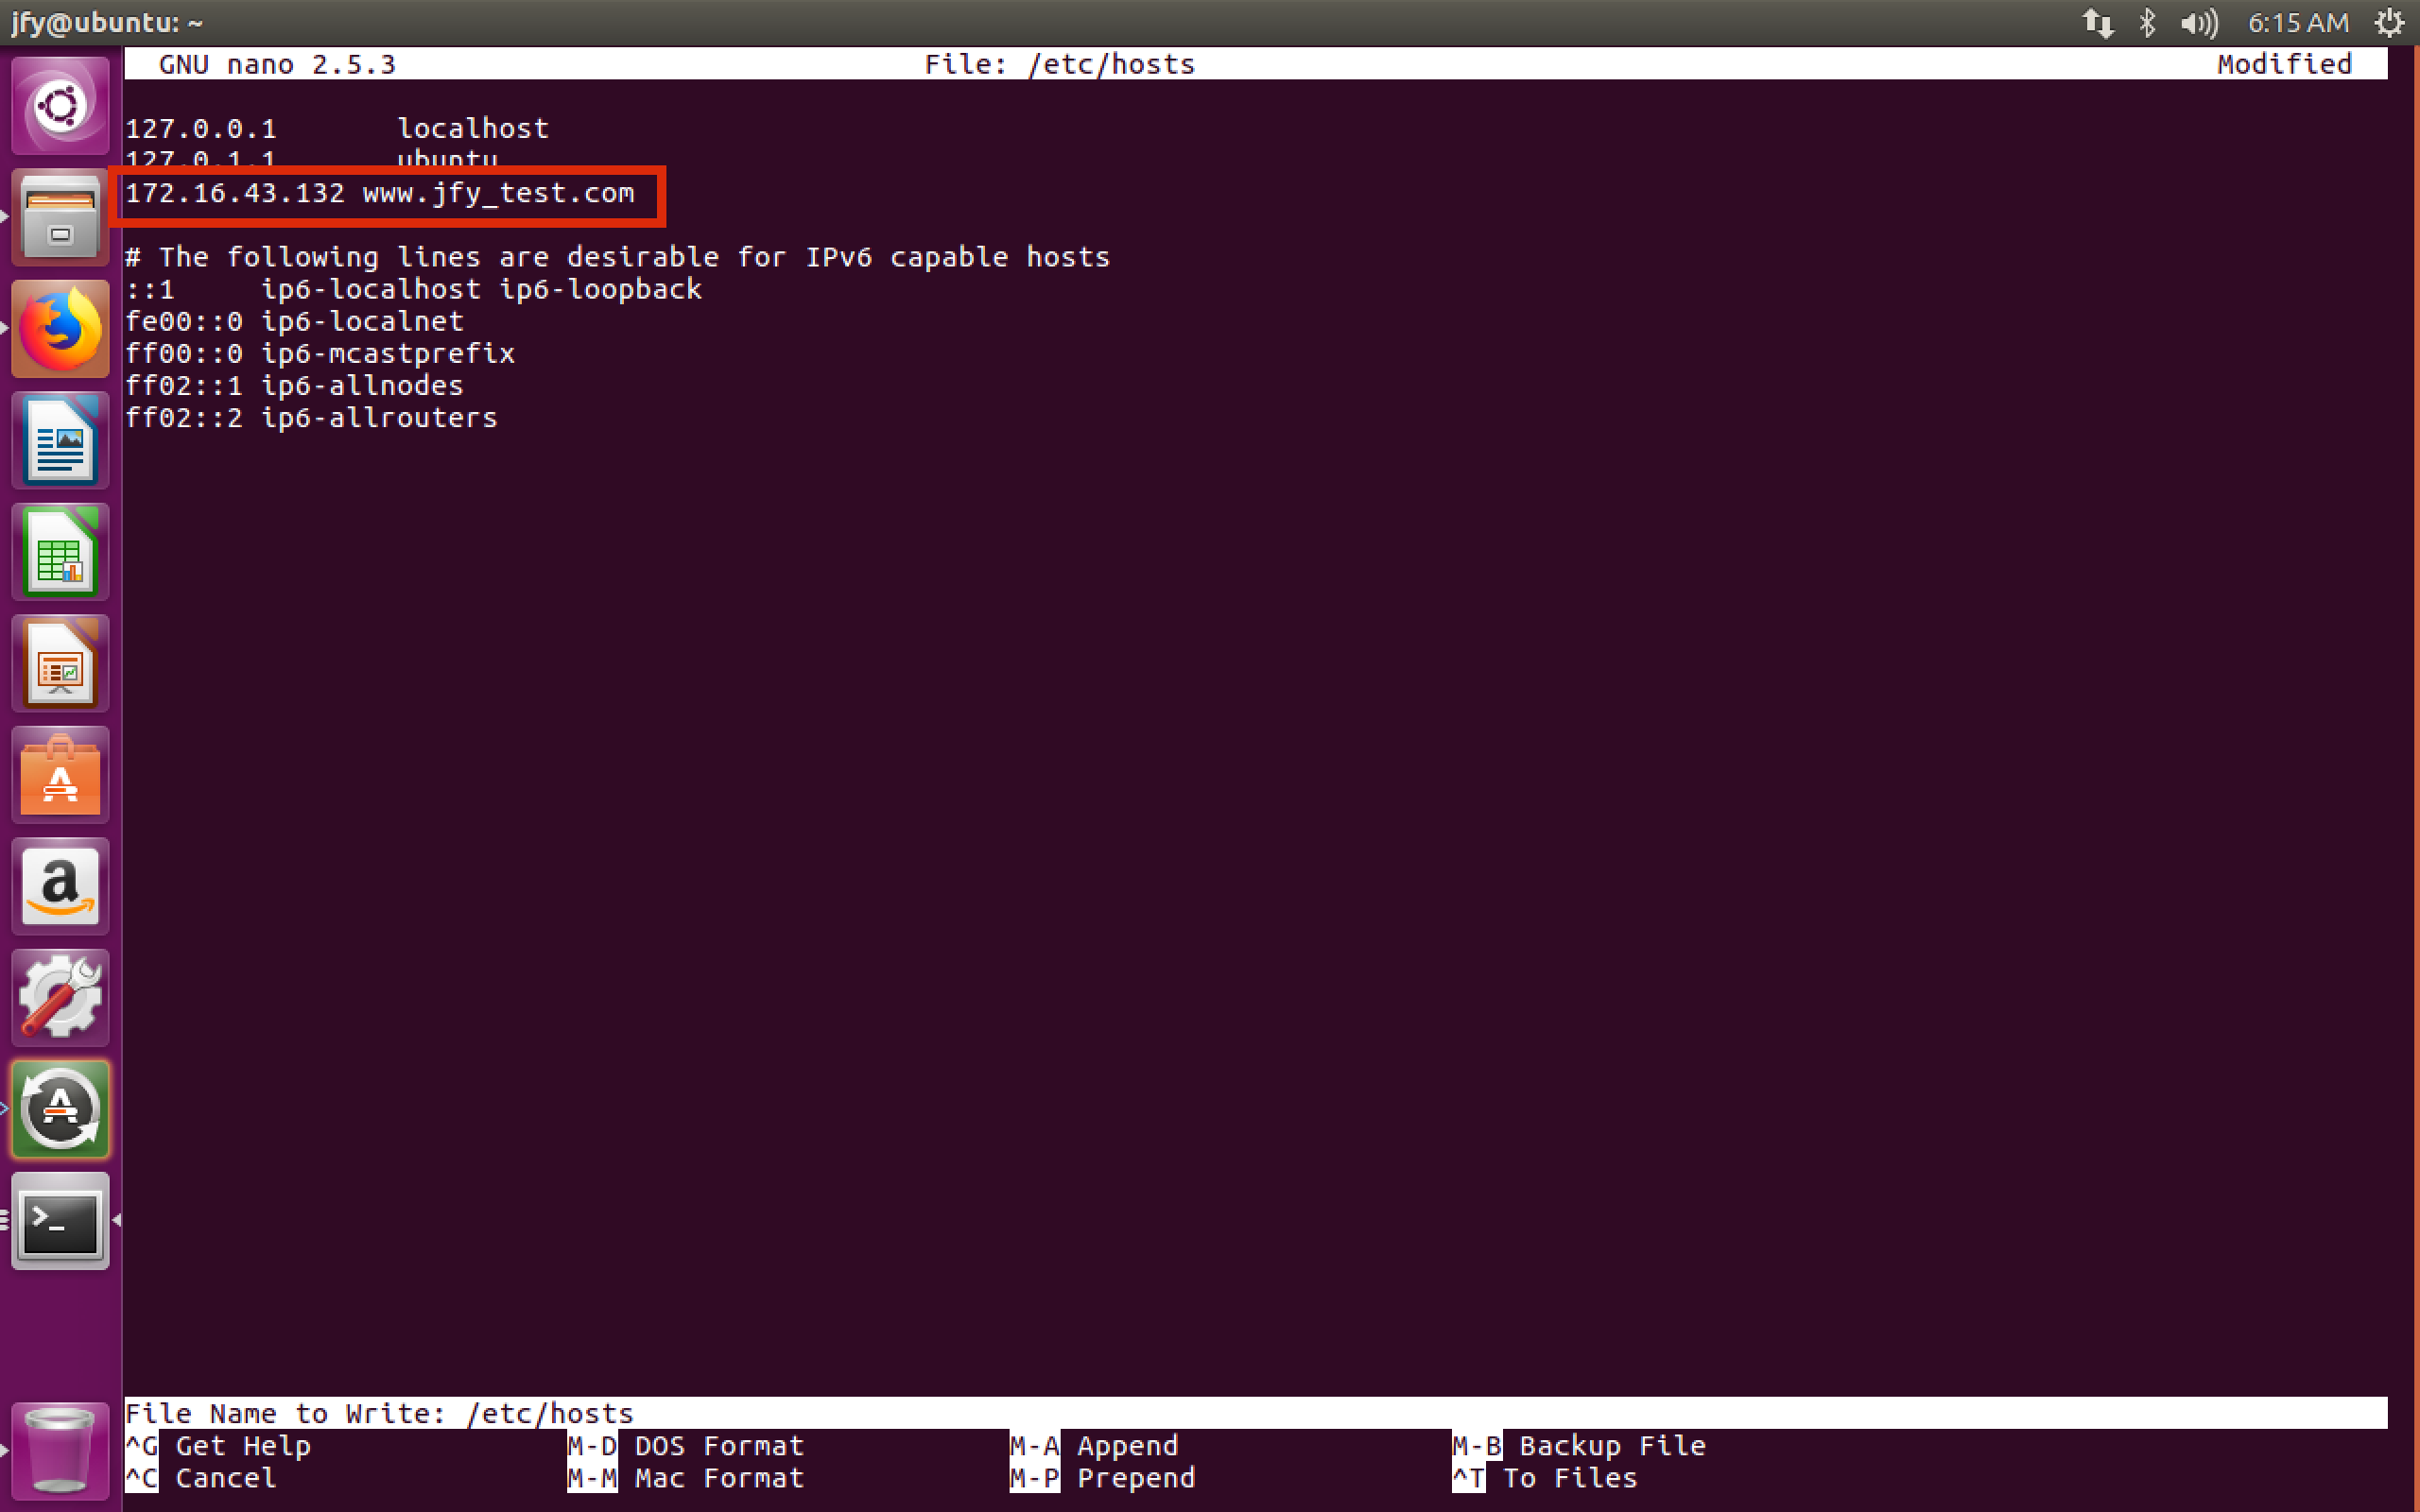 jfy@ubuntu: ~
6:15 AM
GNU nano 2.5.3 File: /etc/hosts Modified
127.0.0.1 localhost
127.0.1.1 ubuntu
172.16.43.132 www.jfy_test.com
# The following lines are desirable for IPv6 capable hosts
::1 ip6-localhost ip6-loopback
fe00::0 ip6-localnet
ff00::0 ip6-mcastprefix
ff02::1 ip6-allnodes
ff02::2 ip6-allrouters
File Name to Write: /etc/hosts
^G Get Help M-D DOS Format M-A Append M-B Backup File
^C Cancel M-M Mac Format M-P Prepend ^T To Files